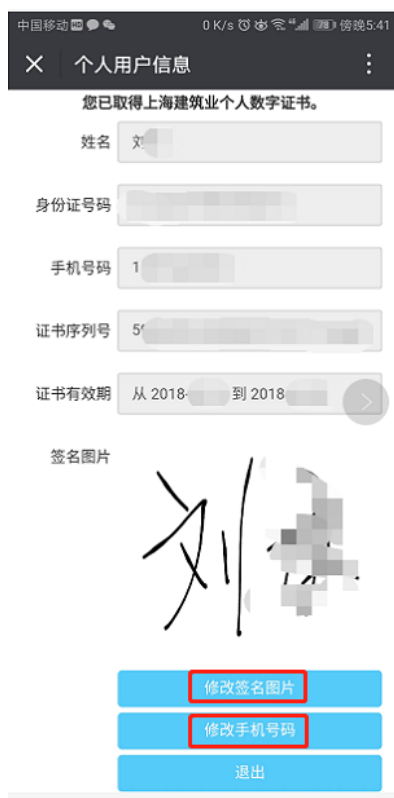 中国移动 HD 0 K/s 4G 78 傍晚5:41
× 个人用户信息
您已取得上海建筑业个人数字证书。
姓名 刘
身份证号码
手机号码 1
证书序列号 5
证书有效期 从 2018- 到 2018-
签名图片
刘
修改签名图片
修改手机号码
退出